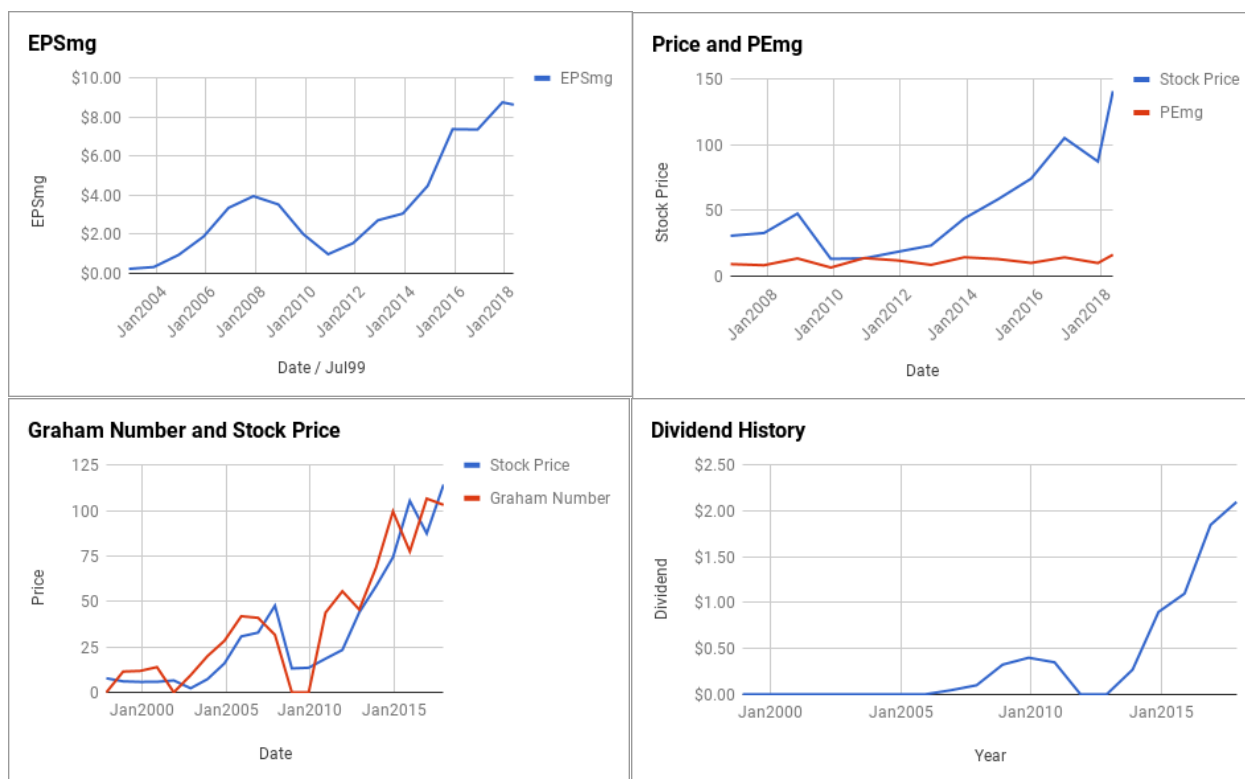 EPSmg
EPSmg
$10.00
$8.00
$6.00
$4.00
$2.00
$0.00
EPSmg
Jan2004
Jan2006
Jan2008
Jan2010
Jan2012
Jan2014
Jan2016
Jan2018
Date / Jul99
Price and PEmg
Stock Price
PEmg
150
100
50
0
Stock Price
Jan2008
Jan2010
Jan2012
Jan2014
Jan2016
Jan2018
Date
Graham Number and Stock Price
Stock Price
Graham Number
125
100
75
50
25
0
Price
Jan2000
Jan2005
Jan2010
Jan2015
Date
Dividend History
$2.50
$2.00
$1.50
$1.00
$0.50
$0.00
Dividend
Jan2000
Jan2005
Jan2010
Jan2015
Year